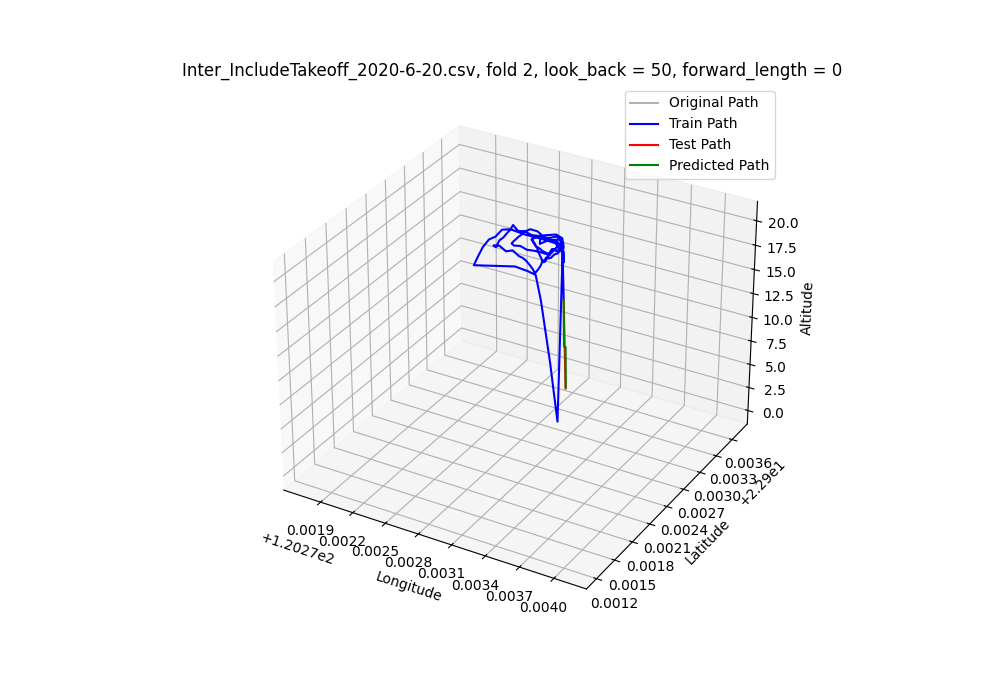 Inter_IncludeTakeoff_2020-6-20.csv, fold 2, look_back = 50, forward_length = 0
Original Path
Train Path
Test Path
Predicted Path
20.0
17.5
15.0
12.5
10.0
7.5
5.0
2.5
0.0
Altitude
0.0036
0.0033
0.0030
0.0027
0.0024
0.0021
0.0018
0.0015
0.0012
+2.29e1
Latitude
0.0019
0.0022
0.0025
0.0028
0.0031
0.0034
0.0037
0.0040
+1.2027e2
Longitude